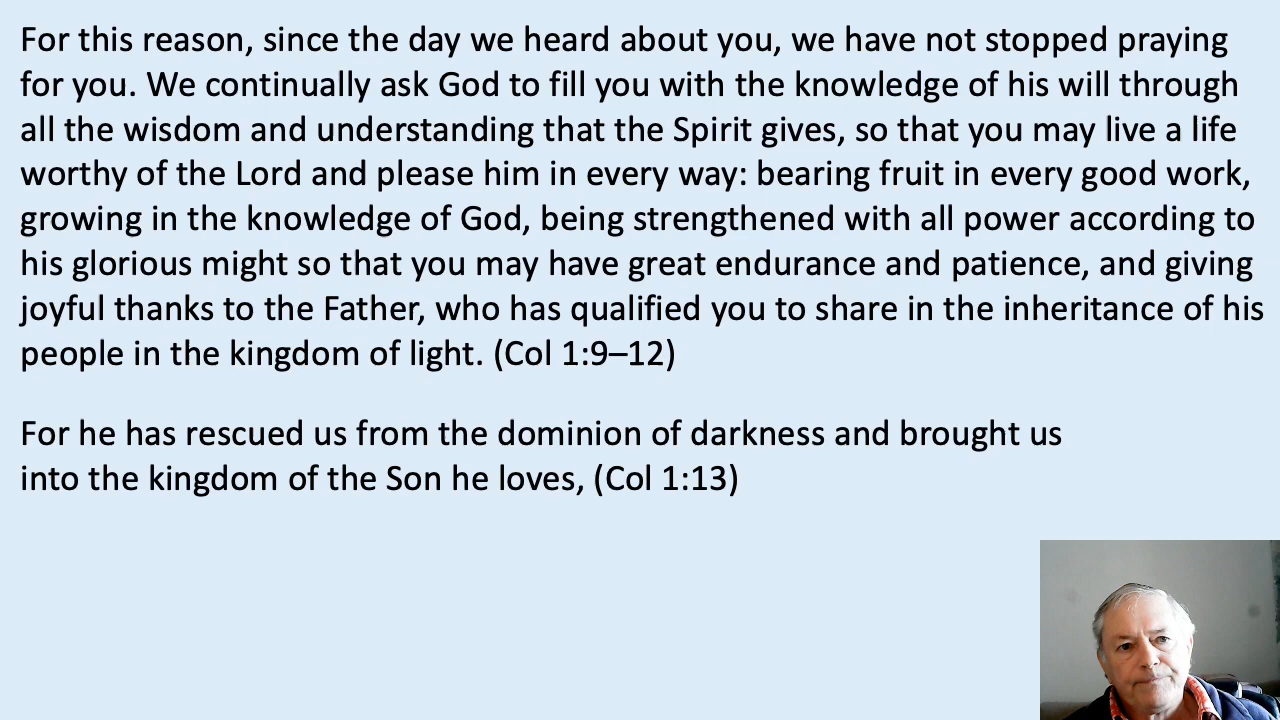 For this reason, since the day we heard about you, we have not stopped praying
for you. We continually ask God to fill you with the knowledge of his will through
all the wisdom and understanding that the Spirit gives, so that you may live a life
worthy of the Lord and please him in every way: bearing fruit in every good work,
growing in the knowledge of God, being strengthened with all power according to
his glorious might so that you may have great endurance and patience, and giving
joyful thanks to the Father, who has qualified you to share in the inheritance of his
people in the kingdom of light. (Col 1:9–12)
For he has rescued us from the dominion of darkness and brought us
into the kingdom of the Son he loves, (Col 1:13)